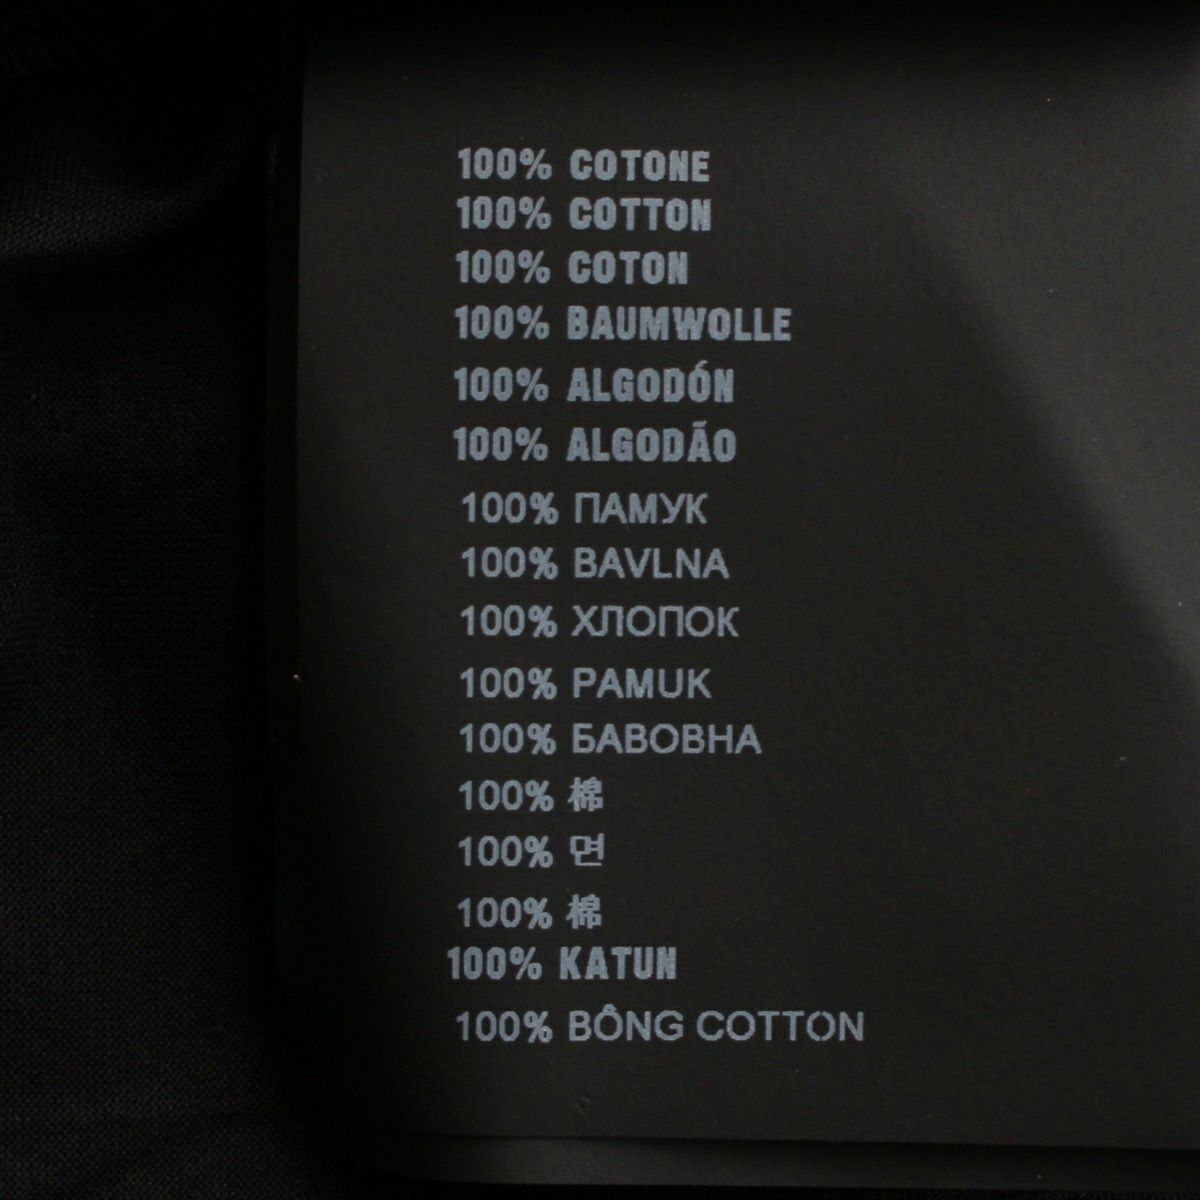 100% COTONE
100% COTTON
100% COTON
100% BAUMWOLLE
100% ALGODÓN
100% ALGODÃO
100% ПАМУК
100% BAVLNA
100% ХЛОПОК
100% PAMUK
100% БАВОВНА
100% 棉
100% 면
100% 棉
100% KATUN
100% BÔNG COTTON